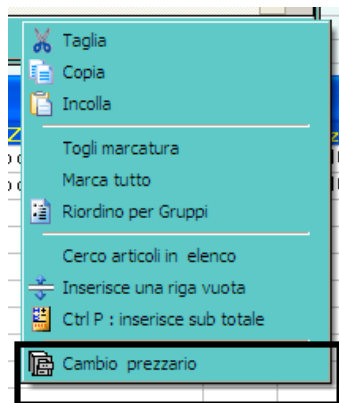 Taglia
Copia
Incolla
Togli marcatura
Marca tutto
Riordino per Gruppi
Cerco articoli in elenco
Inserisce una riga vuota
Ctrl P : inserisce sub totale
Cambio prezzario